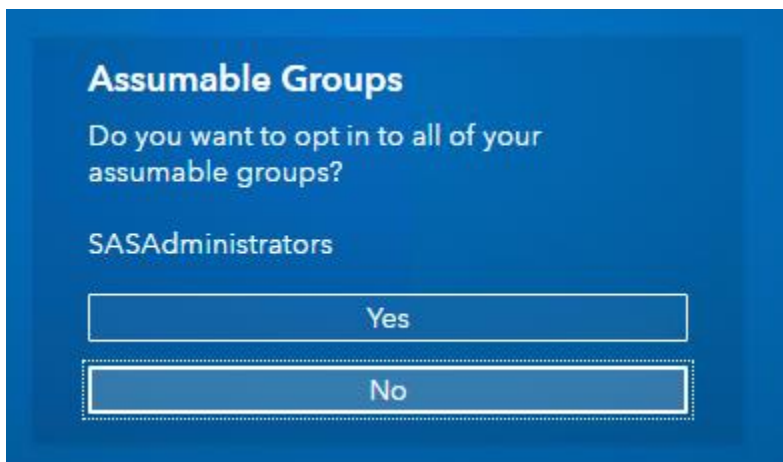 Assumable Groups
Do you want to opt in to all of your
assumable groups?
SASAdministrators
Yes
No